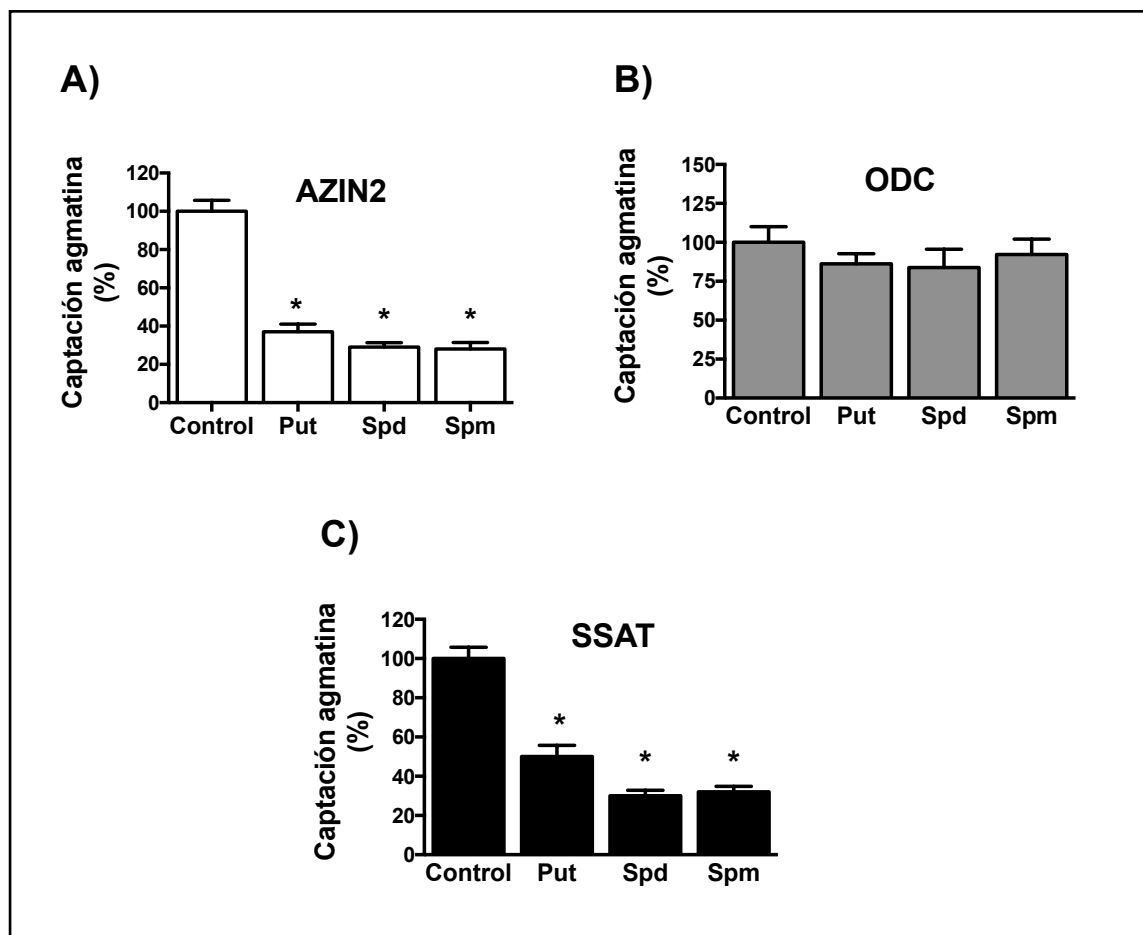 A)
AZIN2
Captación agmatina
(%)
120
100
80
60
40
20
0
*
*
*
Control Put Spd Spm
B)
ODC
Captación agmatina
(%)
150
125
100
75
50
25
0
Control Put Spd Spm
C)
SSAT
Captación agmatina
(%)
120
100
80
60
40
20
0
*
*
*
Control Put Spd Spm